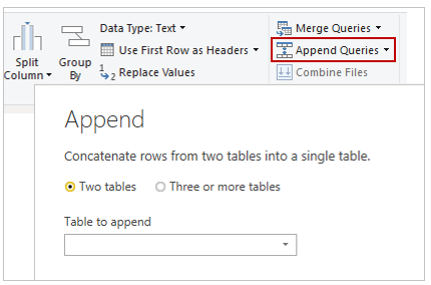 Split Column
Group By
Data Type: Text
Use First Row as Headers
1 2 Replace Values
Merge Queries
Append Queries
Combine Files
Append
Concatenate rows from two tables into a single table.
Two tables
Three or more tables
Table to append